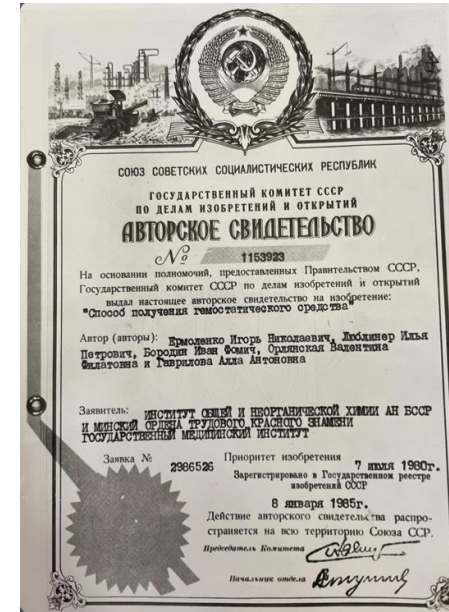 СОЮЗ СОВЕТСКИХ СОЦИАЛИСТИЧЕСКИХ РЕСПУБЛИК
ГОСУДАРСТВЕННЫЙ КОМИТЕТ СССР
ПО ДЕЛАМ ИЗОБРЕТЕНИЙ И ОТКРЫТИЙ
АВТОРСКОЕ СВИДЕТЕЛЬСТВО
№ 1153923
На основании полномочий, предоставленных Правительством СССР,
Государственный комитет СССР по делам изобретений и открытий
выдал настоящее авторское свидетельство на изобретение:
"Способ получения гемостатического средства"
Автор (авторы): Ермоленко Игорь Николаевич, Люблинер Илья
Петрович, Бородин Иван Фомич, Орлянская Валентина
Филатовна и Гаврилова Алла Антоновна
Заявитель: ИНСТИТУТ ОБЩЕЙ И НЕОРГАНИЧЕСКОЙ ХИМИИ АН БССР
И МИНСКИЙ ОРДЕНА ТРУДОВОГО КРАСНОГО ЗНАМЕНИ
ГОСУДАРСТВЕННЫЙ МЕДИЦИНСКИЙ ИНСТИТУТ
Заявка № 2986526 Приоритет изобретения 7 июля 1980г.
Зарегистрировано в Государственном реестре
изобретений СССР
8 января 1985г.
Действие авторского свидетельства распро-
страняется на всю территорию Союза ССР.
Председатель Комитета
Начальник отдела